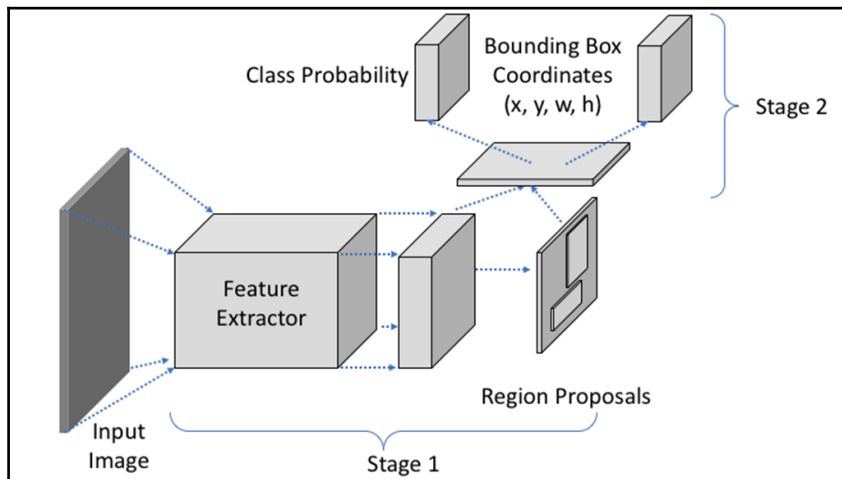 Class Probability
Bounding Box
Coordinates
(x, y, w, h)
Stage 2
Feature
Extractor
Region Proposals
Input
Image
Stage 1